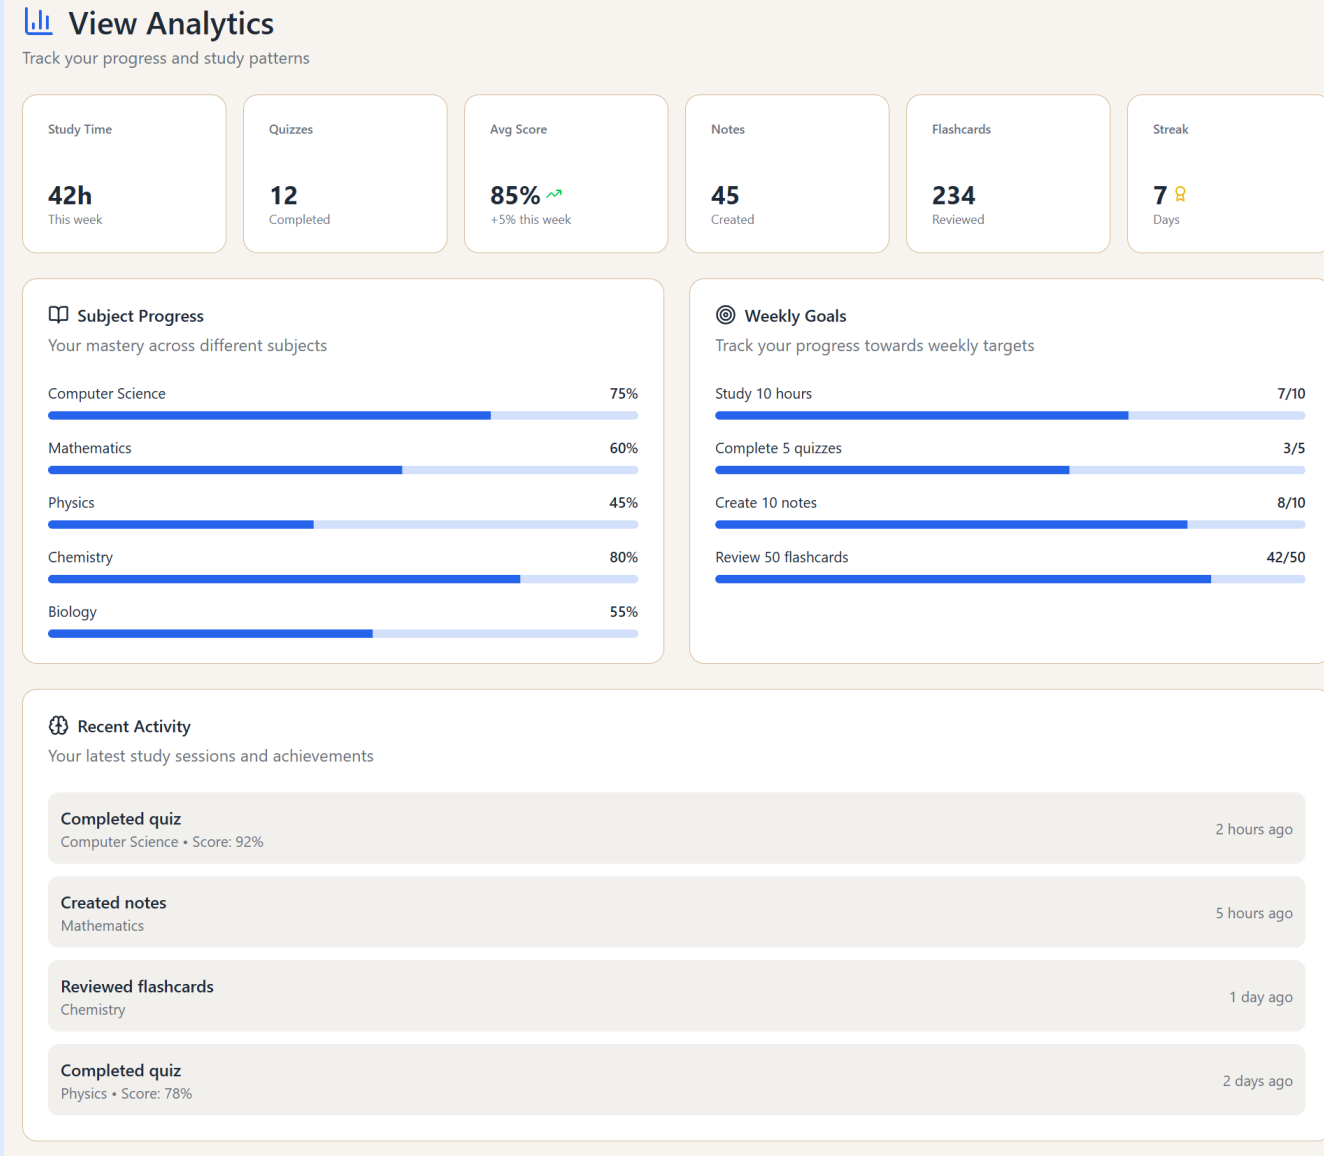 View Analytics
Track your progress and study patterns
Study Time
42h
This week
Quizzes
12
Completed
Avg Score
85%
+5% this week
Notes
45
Created
Flashcards
234
Reviewed
Streak
7
Days
Subject Progress
Your mastery across different subjects
Computer Science 75%
Mathematics 60%
Physics 45%
Chemistry 80%
Biology 55%
Weekly Goals
Track your progress towards weekly targets
Study 10 hours 7/10
Complete 5 quizzes 3/5
Create 10 notes 8/10
Review 50 flashcards 42/50
Recent Activity
Your latest study sessions and achievements
Completed quiz
Computer Science • Score: 92%
2 hours ago
Created notes
Mathematics
5 hours ago
Reviewed flashcards
Chemistry
1 day ago
Completed quiz
Physics • Score: 78%
2 days ago